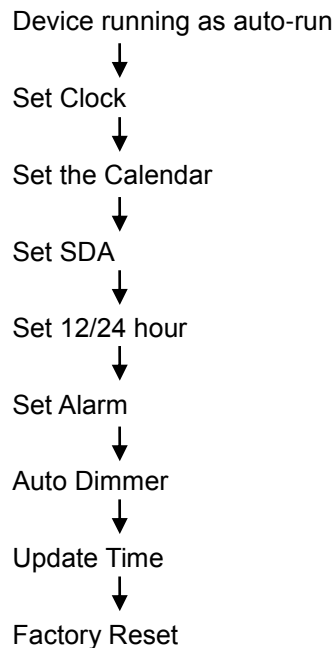 Device running as auto-run
Set Clock
Set the Calendar
Set SDA
Set 12/24 hour
Set Alarm
Auto Dimmer
Update Time
Factory Reset